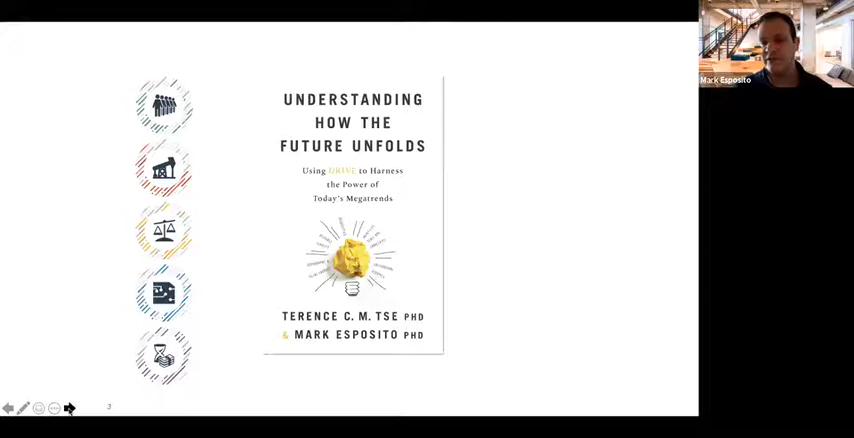 UNDERSTANDING
HOW THE
FUTURE UNFOLDS
Using DRIVE to Harness
the Power of
Today's Megatrends
TERENCE C. M. TSE PHD
& MARK ESPOSITO PHD
3
Mark Esposito